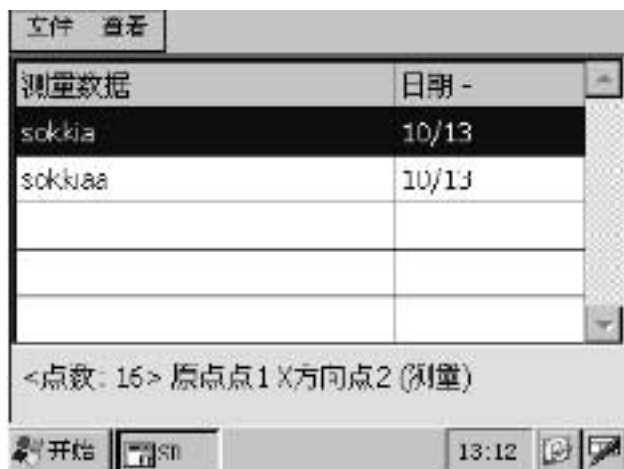 文件 查看
测量数据 日期 -
sokkia 10/13
sokkiaa 10/13
<点数: 16> 原点点1 X方向点2 (测量)
开始 sn 13:12